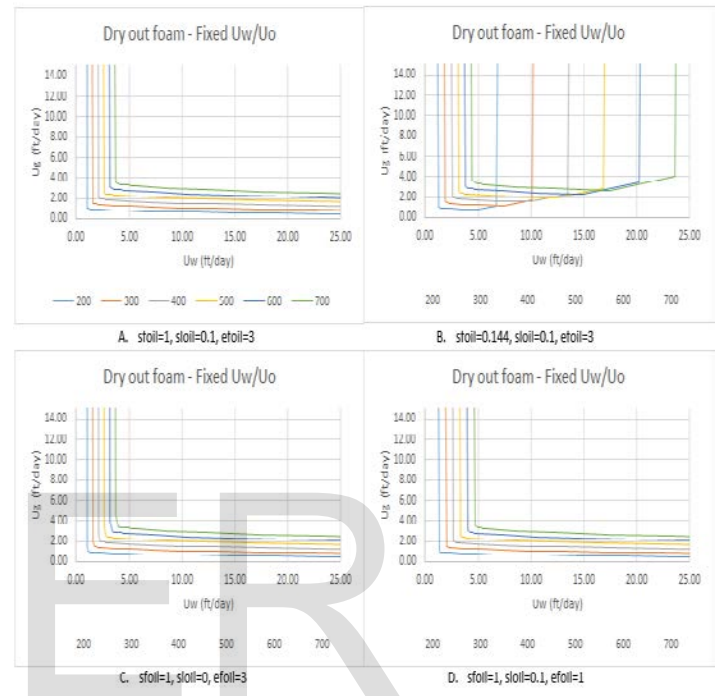 Dry out foam - Fixed Uw/Uo
14.00
12.00
10.00
8.00
6.00
4.00
2.00
0.00
Ug (ft/day)
0.00 5.00 10.00 15.00 20.00 25.00
Uw (ft/day)
200 300 400 500 600 700
A. sfoil=1, sloil=0.1, efoil=3
Dry out foam - Fixed Uw/Uo
14.00
12.00
10.00
8.00
6.00
4.00
2.00
0.00
Ug (ft/day)
0.00 5.00 10.00 15.00 20.00 25.00
Uw (ft/day)
200 300 400 500 600 700
B. sfoil=0.144, sloil=0.1, efoil=3
Dry out foam - Fixed Uw/Uo
14.00
12.00
10.00
8.00
6.00
4.00
2.00
0.00
Ug (ft/day)
0.00 5.00 10.00 15.00 20.00 25.00
Uw (ft/day)
200 300 400 500 600 700
C. sfoil=1, sloil=0, efoil=3
Dry out foam - Fixed Uw/Uo
14.00
12.00
10.00
8.00
6.00
4.00
2.00
0.00
Ug (ft/day)
0.00 5.00 10.00 15.00 20.00 25.00
Uw (ft/day)
200 300 400 500 600 700
D. sfoil=1, sloil=0.1, efoil=1
ER